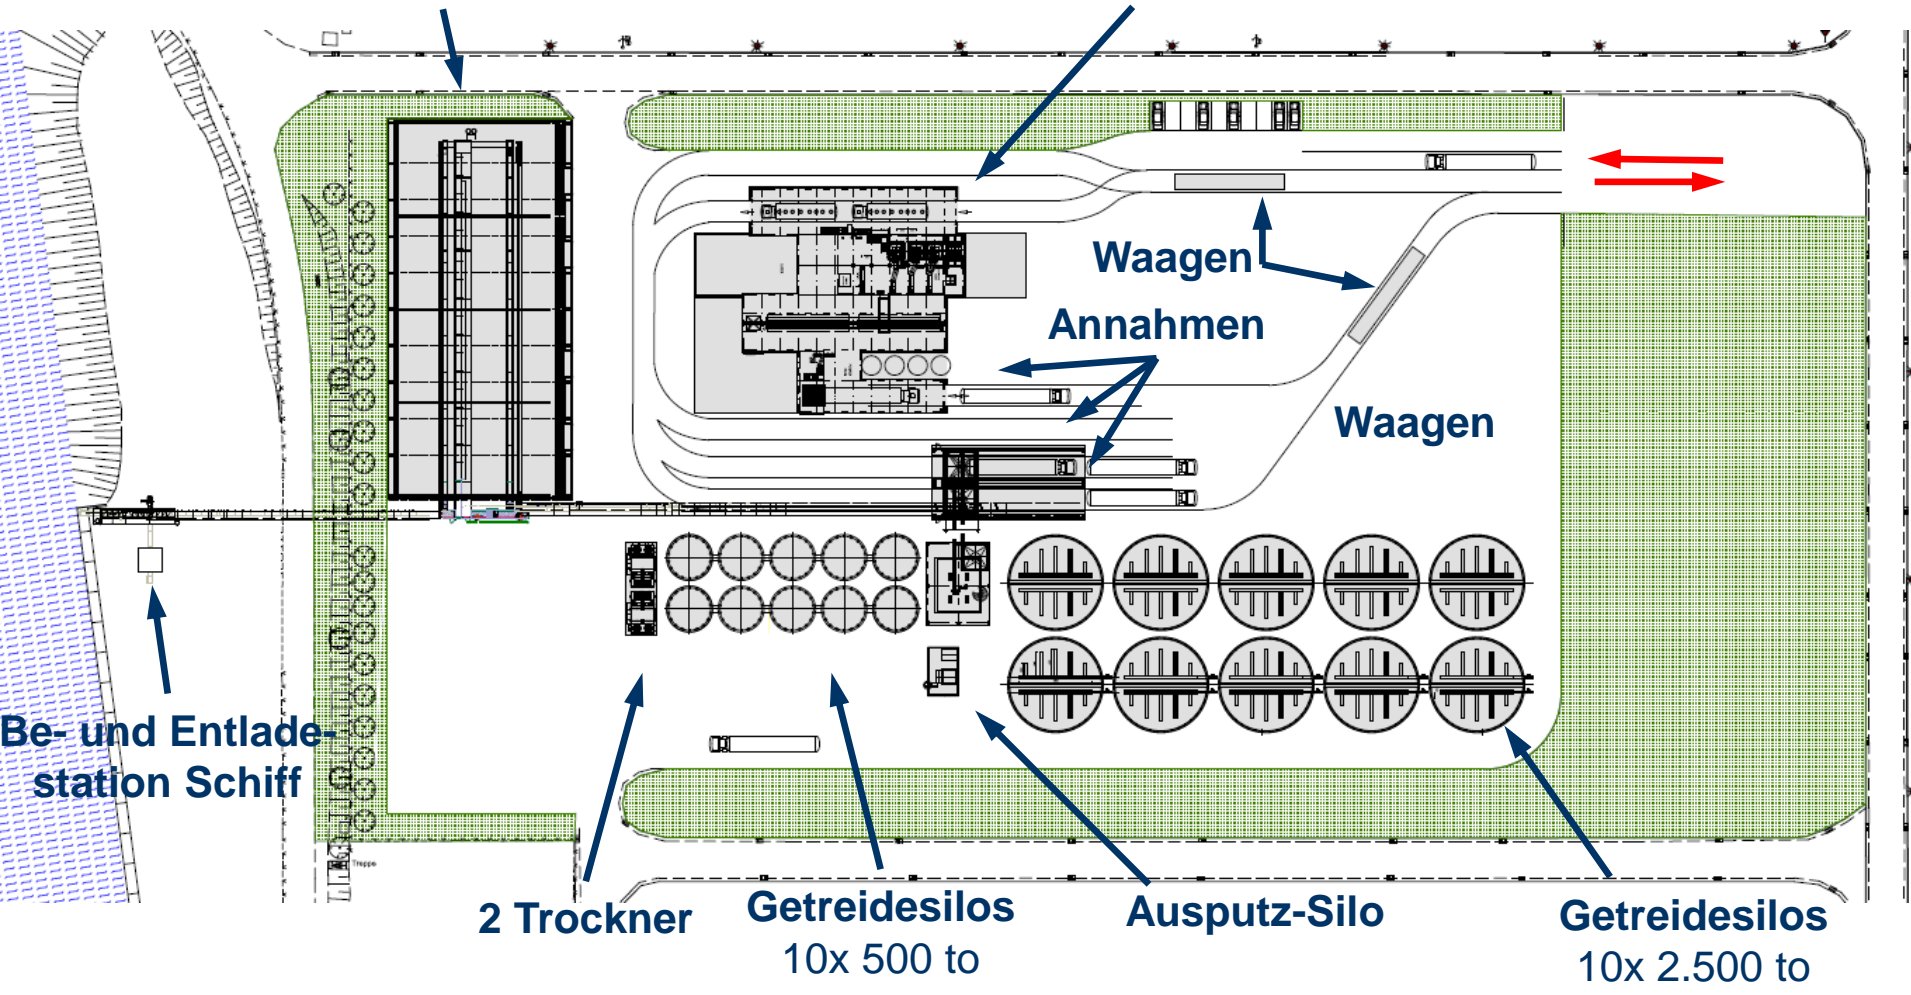 Waagen
Annahmen
Waagen
Be- und Entlade-
station Schiff
Treppe
2 Trockner
Getreidesilos
10x 500 to
Ausputz-Silo
Getreidesilos
10x 2.500 to